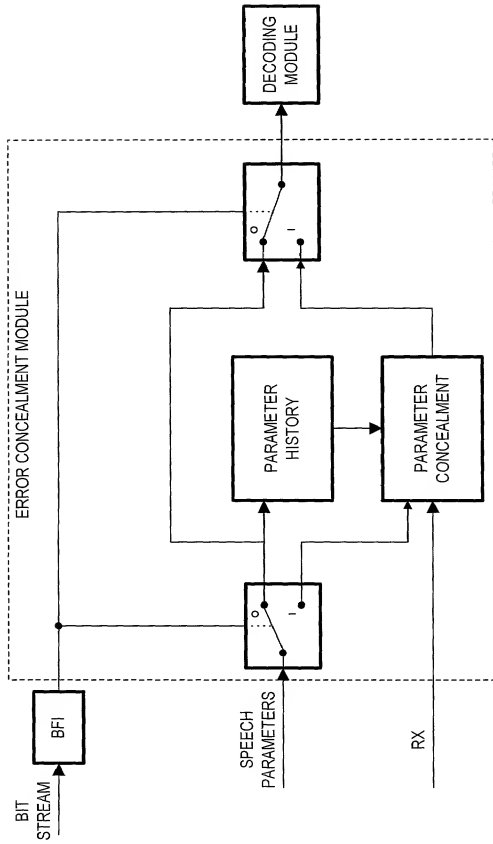 ERROR CONCEALMENT MODULE
BIT
STREAM
BFI
SPEECH
PARAMETERS
RX
O
I
PARAMETER
HISTORY
PARAMETER
CONCEALMENT
O
I
DECODING
MODULE